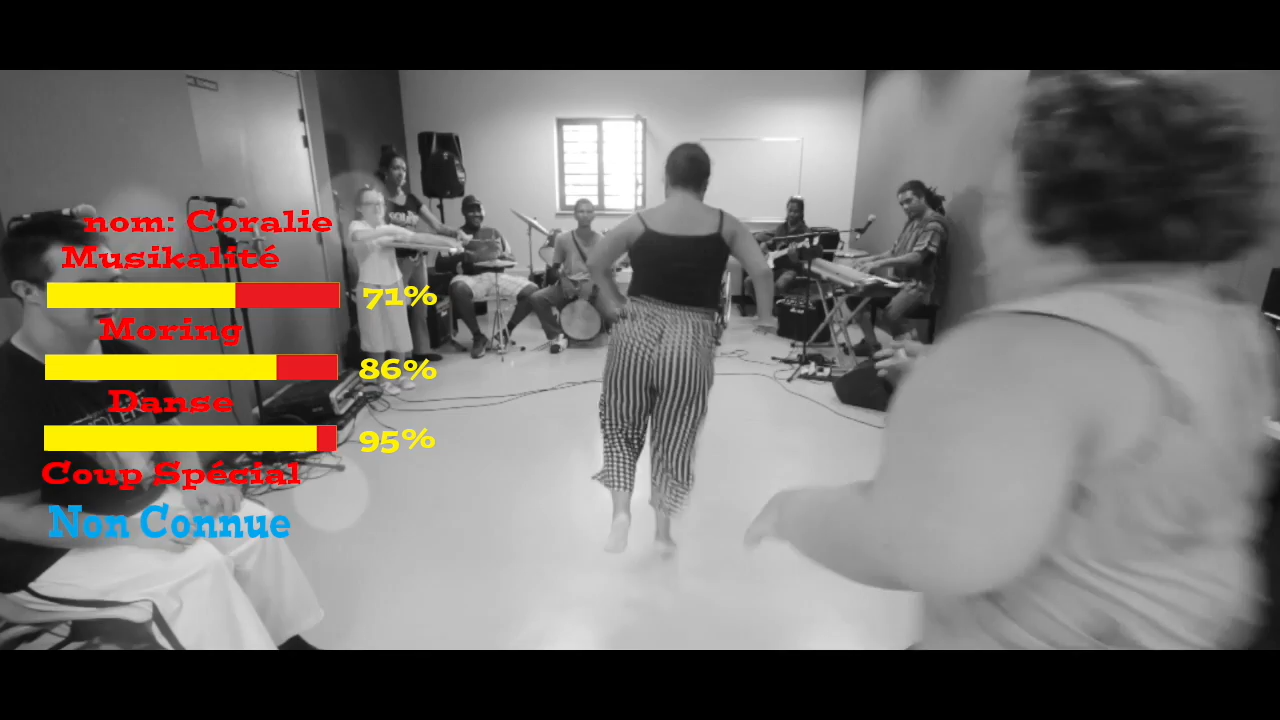 nom: Coralie
Musikalité
71%
Moring
86%
Danse
95%
Coup Spécial
Non Connue